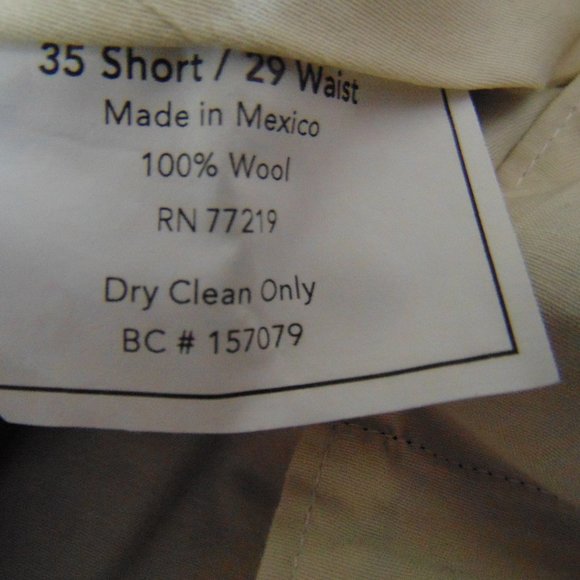 35 Short / 29 Waist
Made in Mexico
100% Wool
RN 77219
Dry Clean Only
BC # 157079